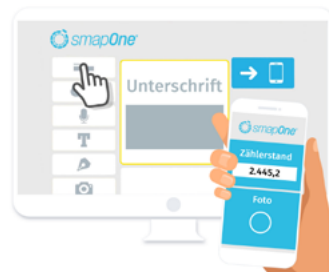 smapOne
Unterschrift
T
smapOne
Zählerstand
2.445,2
Foto